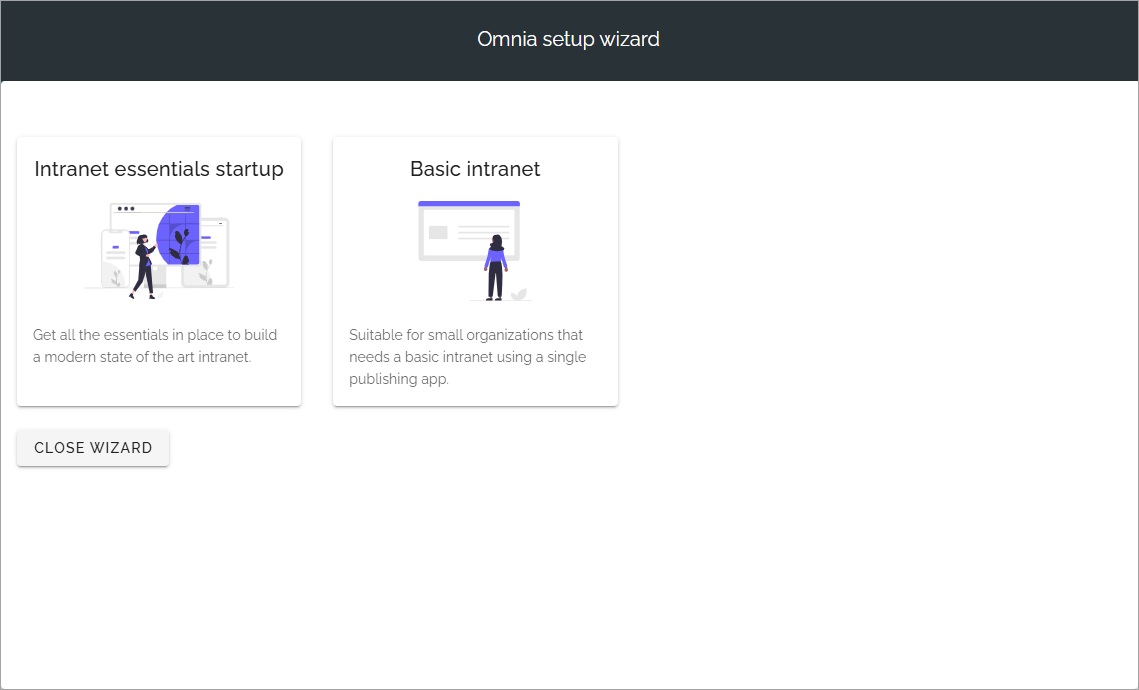 Omnia setup wizard
Intranet essentials startup
Get all the essentials in place to build
a modern state of the art intranet.
Basic intranet
Suitable for small organizations that
needs a basic intranet using a single
publishing app.
CLOSE WIZARD